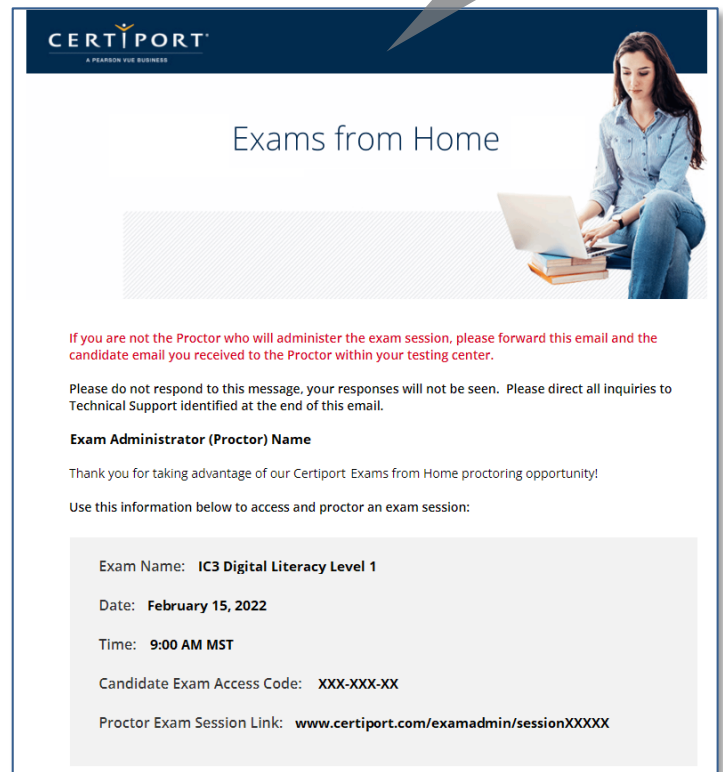 CERTIPORT
A PEARSON VUE BUSINESS
Exams from Home
If you are not the Proctor who will administer the exam session, please forward this email and the
candidate email you received to the Proctor within your testing center.
Please do not respond to this message, your responses will not be seen. Please direct all inquiries to
Technical Support identified at the end of this email.
Exam Administrator (Proctor) Name
Thank you for taking advantage of our Certiport Exams from Home proctoring opportunity!
Use this information below to access and proctor an exam session:
Exam Name: IC3 Digital Literacy Level 1
Date: February 15, 2022
Time: 9:00 AM MST
Candidate Exam Access Code: XXX-XXX-XX
Proctor Exam Session Link: www.certiport.com/examadmin/sessionXXXXX